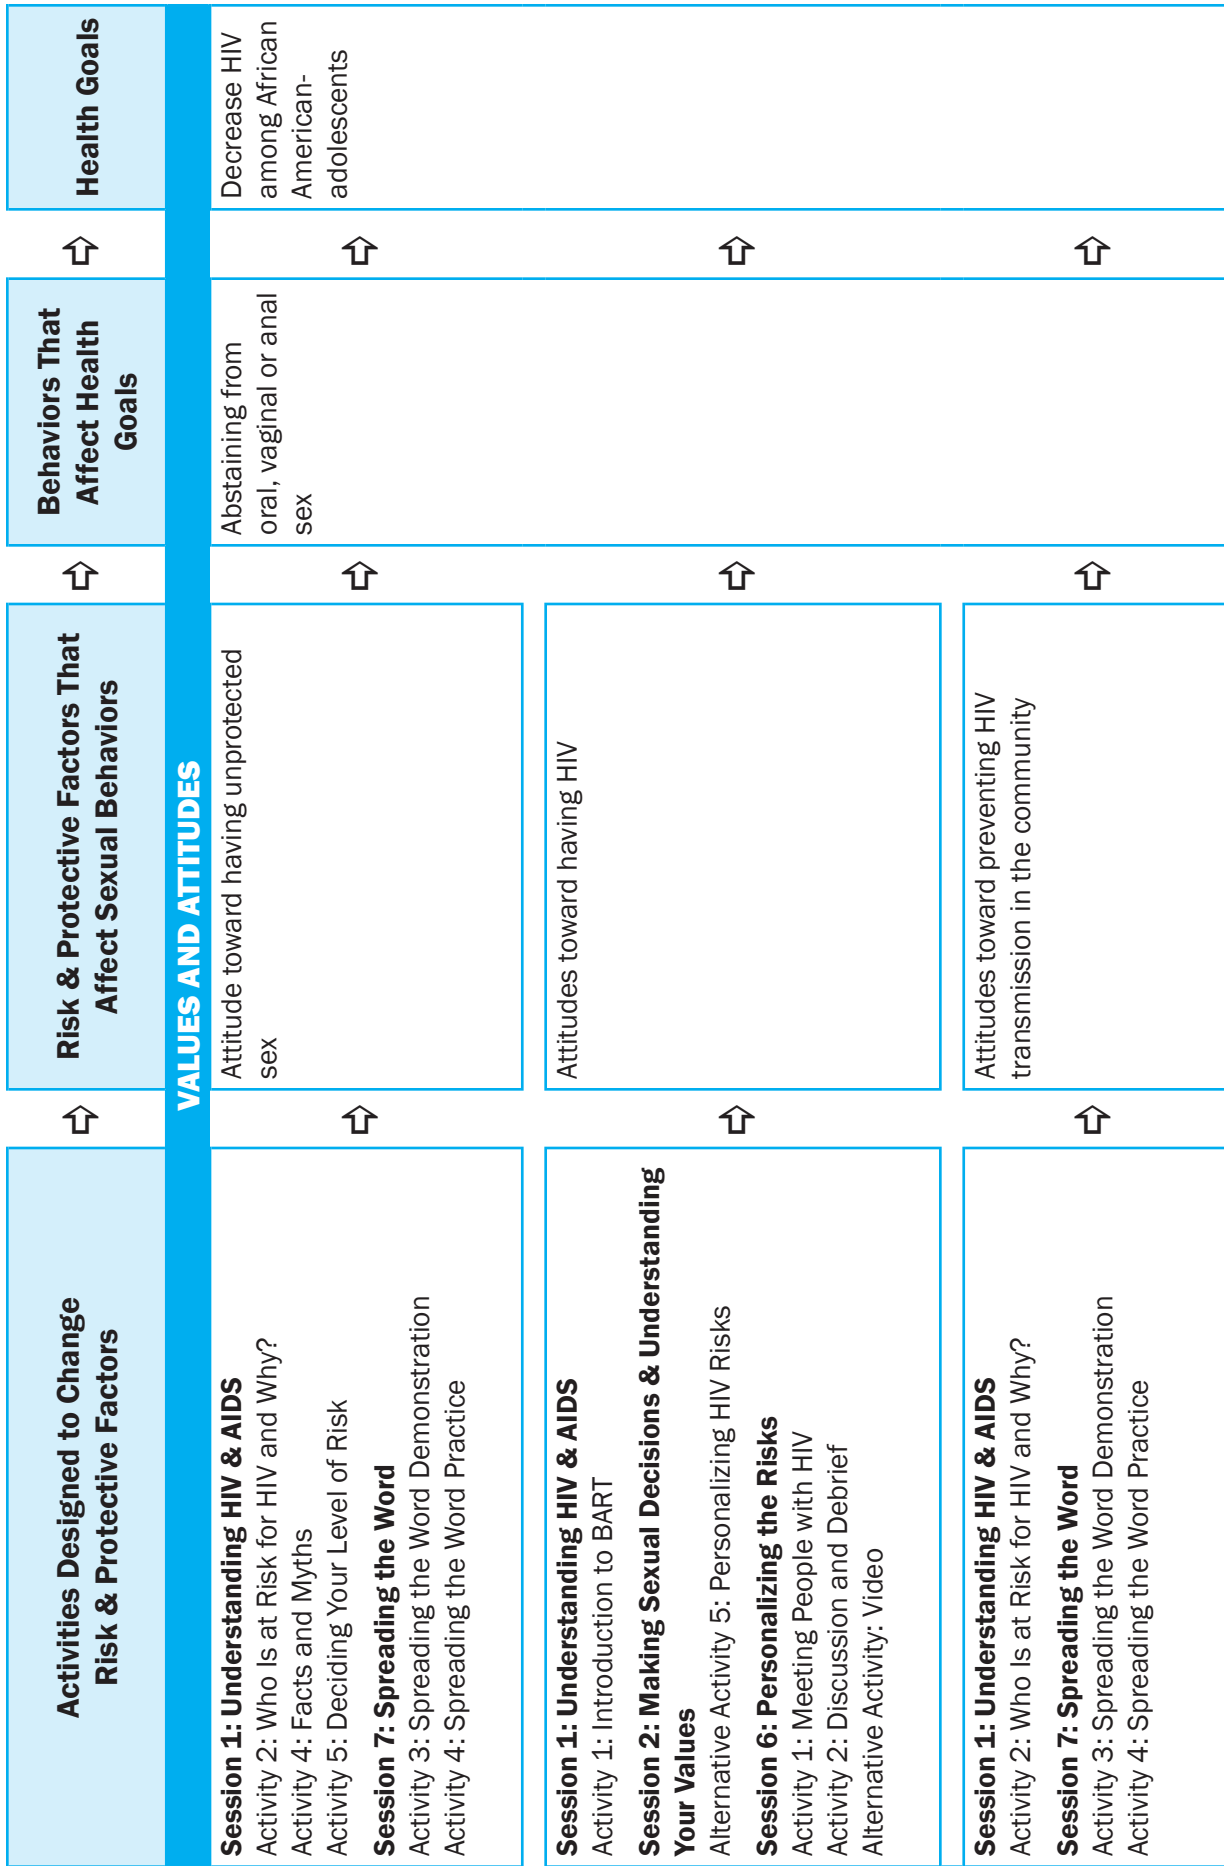 Activities Designed to Change
Risk & Protective Factors
Risk & Protective Factors That
Affect Sexual Behaviors
Behaviors That
Affect Health
Goals
Health Goals
VALUES AND ATTITUDES
Session 1: Understanding HIV & AIDS
Activity 2: Who Is at Risk for HIV and Why?
Activity 4: Facts and Myths
Activity 5: Deciding Your Level of Risk
Session 7: Spreading the Word
Activity 3: Spreading the Word Demonstration
Activity 4: Spreading the Word Practice
Attitude toward having unprotected
sex
Abstaining from
oral, vaginal or anal
sex
Decrease HIV
among African
American-
adolescents
Session 1: Understanding HIV & AIDS
Activity 1: Introduction to BART
Session 2: Making Sexual Decisions & Understanding
Your Values
Alternative Activity 5: Personalizing HIV Risks
Session 6: Personalizing the Risks
Activity 1: Meeting People with HIV
Activity 2: Discussion and Debrief
Alternative Activity: Video
Attitudes toward having HIV
Session 1: Understanding HIV & AIDS
Activity 2: Who Is at Risk for HIV and Why?
Session 7: Spreading the Word
Activity 3: Spreading the Word Demonstration
Activity 4: Spreading the Word Practice
Attitudes toward preventing HIV
transmission in the community